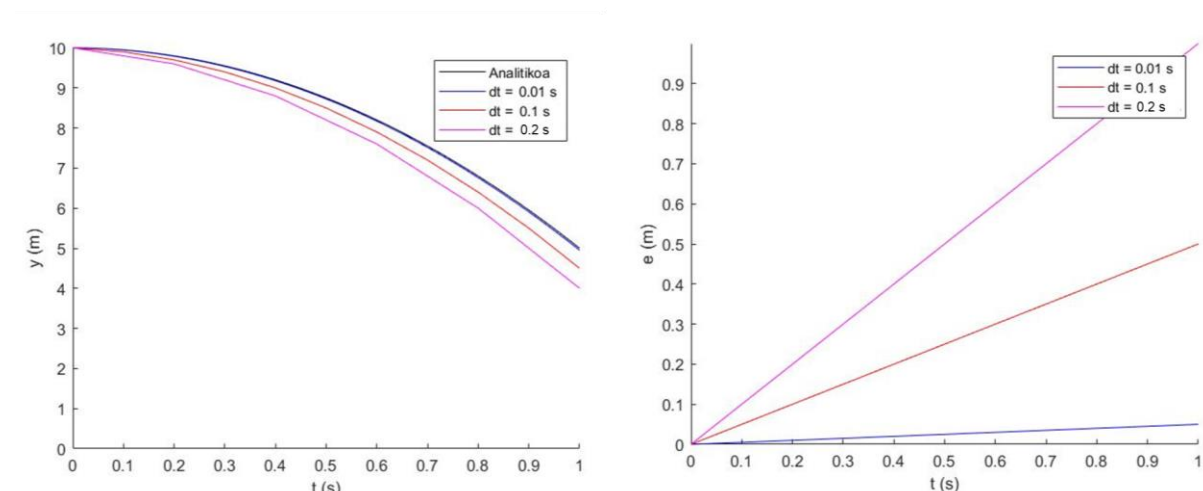 10
9
8
7
6
5
4
3
2
1
0
y (m)
0 0.1 0.2 0.3 0.4 0.5 0.6 0.7 0.8 0.9 1
t (s)
Analitikoa
dt = 0.01 s
dt = 0.1 s
dt = 0.2 s
0.9
0.8
0.7
0.6
0.5
0.4
0.3
0.2
0.1
0
e (m)
0 0.1 0.2 0.3 0.4 0.5 0.6 0.7 0.8 0.9 1
t (s)
dt = 0.01 s
dt = 0.1 s
dt = 0.2 s